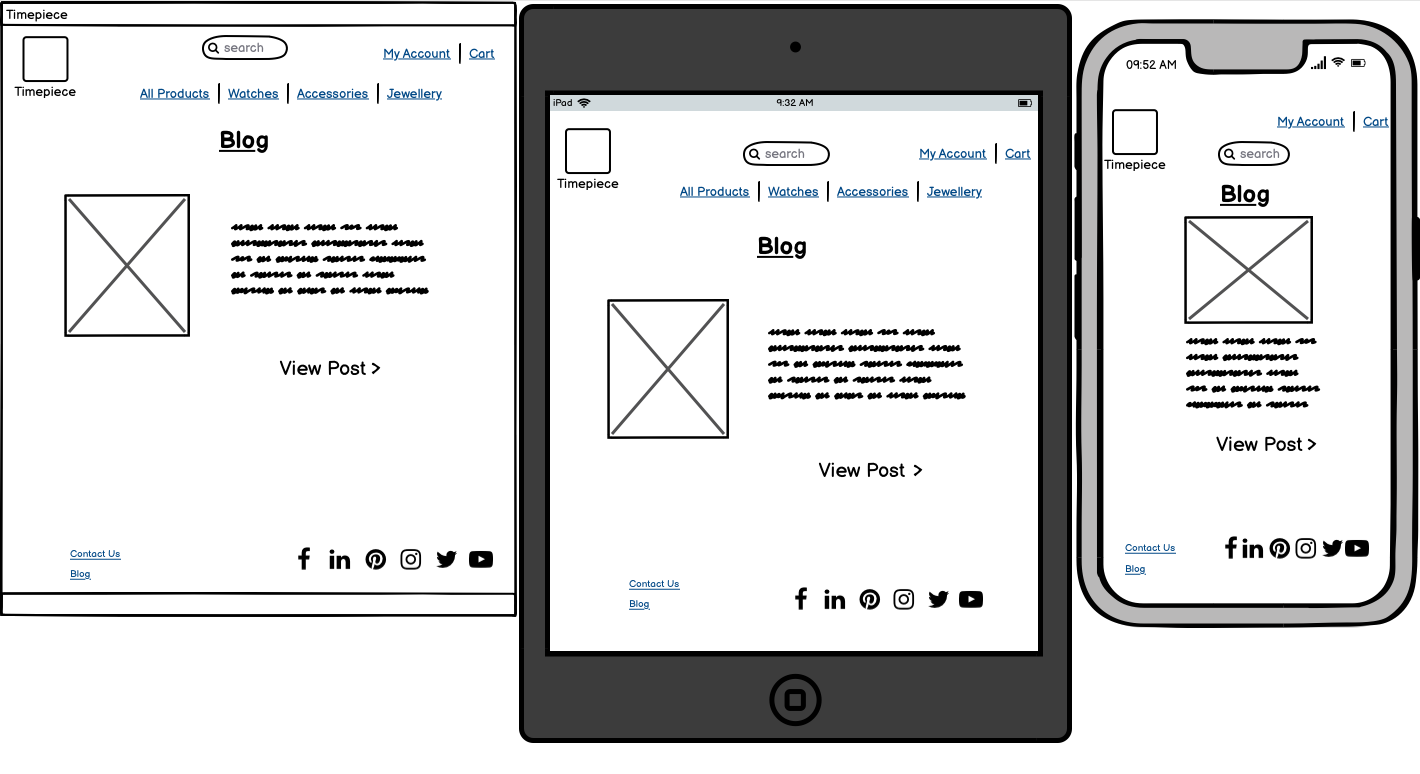 Timepiece
search
My Account
Cart
Timepiece
All Products
Watches
Accessories
Jewellery
Blog
View Post >
Contact Us
Blog
iPad
9:32 AM
search
My Account
Cart
Timepiece
All Products
Watches
Accessories
Jewellery
Blog
View Post >
Contact Us
Blog
09:52 AM
My Account
Cart
search
Timepiece
Blog
View Post >
Contact Us
Blog